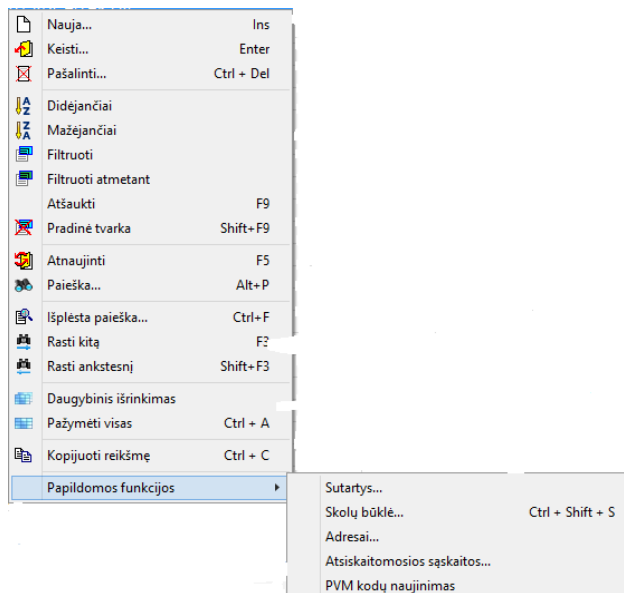 Nauja... Ins
Keisti... Enter
Pašalinti... Ctrl + Del
Didėjančiai
Mažėjančiai
Filtruoti
Filtruoti atmetant
Atšaukti F9
Pradinė tvarka Shift+F9
Atnaujinti F5
Paieška... Alt+P
Išplėsta paieška... Ctrl+F
Rasti kitą F3
Rasti ankstesnį Shift+F3
Daugybinis išrinkimas
Pažymėti visas Ctrl + A
Kopijuoti reikšmę Ctrl + C
Papildomos funkcijos
Sutartys...
Skolų būklė... Ctrl + Shift + S
Adresai...
Atsiskaitomosios sąskaitos...
PVM kodų naujinimas